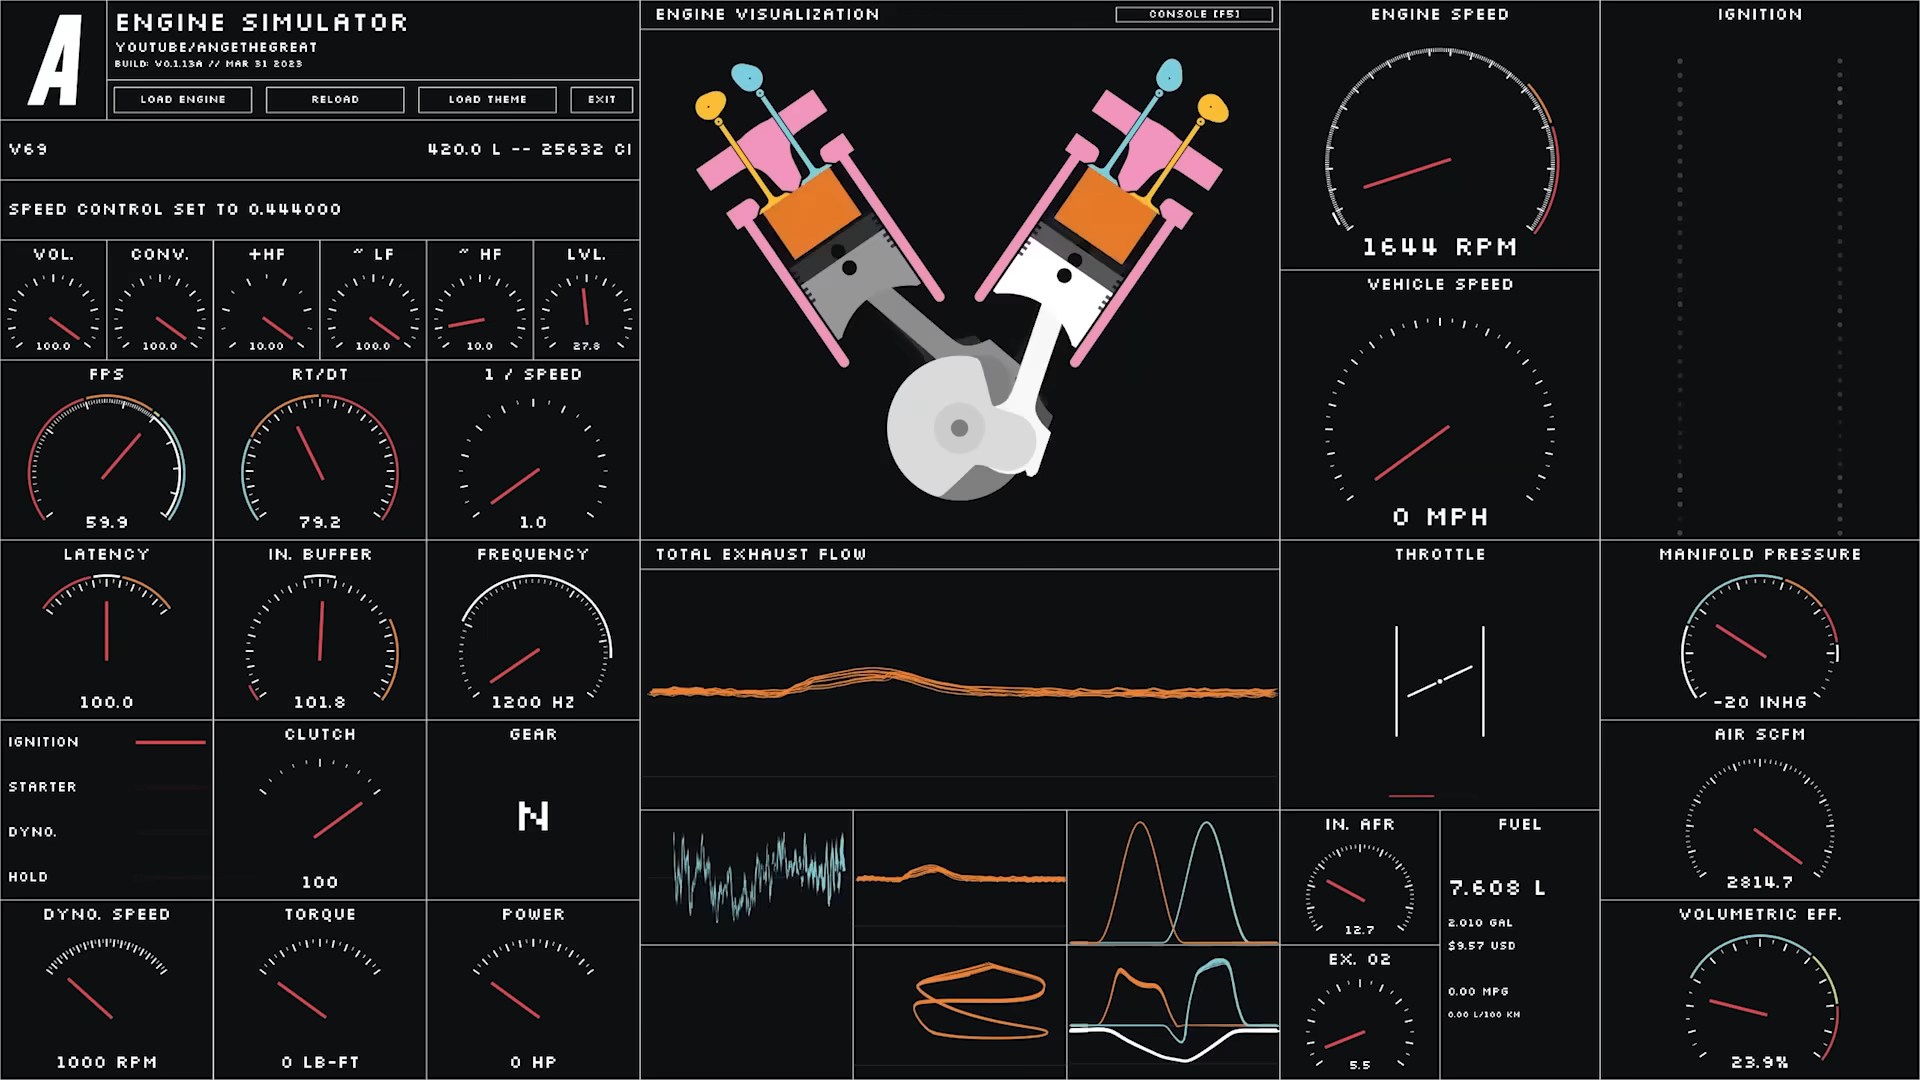 A
ENGINE SIMULATOR
YOUTUBE/ANGETHEGREAT
BUILD: V0.1.13A // MAR 31 2023
LOAD ENGINE
RELOAD
LOAD THEME
EXIT
V69
420.0 L -- 25632 CI
SPEED CONTROL SET TO 0.444000
VOL.
CONV.
+HF
~ LF
~ HF
LVL.
100.0
100.0
10.00
100.0
10.0
27.8
FPS
RT/DT
1 / SPEED
59.9
79.2
1.0
LATENCY
IN. BUFFER
FREQUENCY
100.0
101.8
1200 HZ
IGNITION
STARTER
DYNO.
HOLD
CLUTCH
100
GEAR
N
DYNO. SPEED
TORQUE
POWER
1000 RPM
0 LB-FT
0 HP
ENGINE VISUALIZATION
CONSOLE [F5]
TOTAL EXHAUST FLOW
ENGINE SPEED
1644 RPM
VEHICLE SPEED
0 MPH
THROTTLE
IN. AFR
12.7
EX. O2
5.5
FUEL
7.608 L
2.010 GAL
$9.57 USD
0.00 MPG
0.00 L/100 KM
IGNITION
MANIFOLD PRESSURE
-20 INHG
AIR SCFM
2814.7
VOLUMETRIC EFF.
23.9%